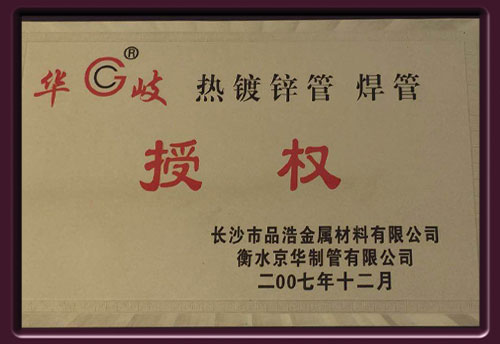 华 CG® 岐 热镀锌管 焊管
授 权
长沙市品浩金属材料有限公司
衡水京华制管有限公司
二00七年十二月